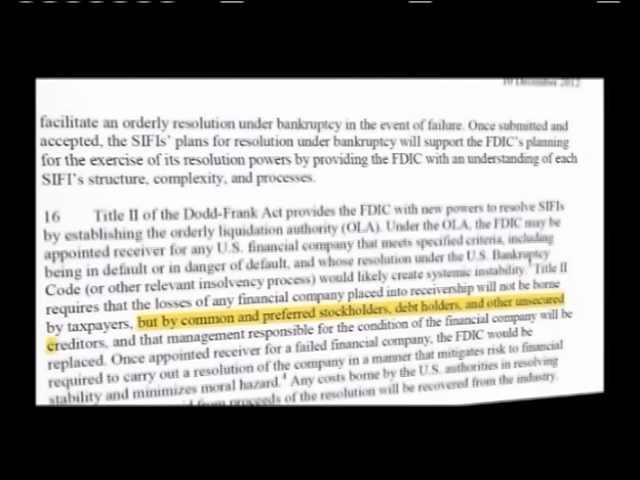 10 December 2012
facilitate an orderly resolution under bankruptcy in the event of failure. Once submitted and
accepted, the SIFIs' plans for resolution under bankruptcy will support the FDIC's planning
for the exercise of its resolution powers by providing the FDIC with an understanding of each
SIFI's structure, complexity, and processes.
16 Title II of the Dodd-Frank Act provides the FDIC with new powers to resolve SIFIs
by establishing the orderly liquidation authority (OLA). Under the OLA, the FDIC may be
appointed receiver for any U.S. financial company that meets specified criteria, including
being in default or in danger of default, and whose resolution under the U.S. Bankruptcy
Code (or other relevant insolvency process) would likely create systemic instability. Title II
requires that the losses of any financial company placed into receivership will not be borne
by taxpayers, but by common and preferred stockholders, debt holders, and other unsecured
creditors, and that management responsible for the condition of the financial company will be
replaced. Once appointed receiver for a failed financial company, the FDIC would be
required to carry out a resolution of the company in a manner that mitigates risk to financial
stability and minimizes moral hazard.4 Any costs borne by the U.S. authorities in resolving
from proceeds of the resolution will be recovered from the industry.